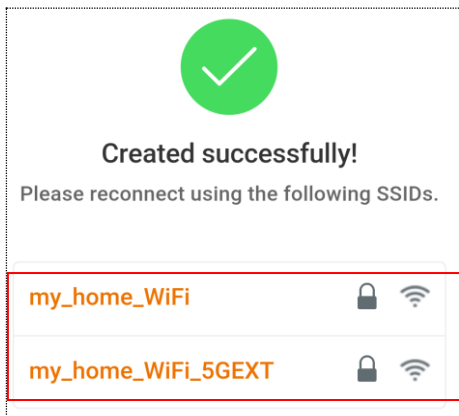 Created successfully!
Please reconnect using the following SSIDs.
my_home_WiFi
my_home_WiFi_5GEXT